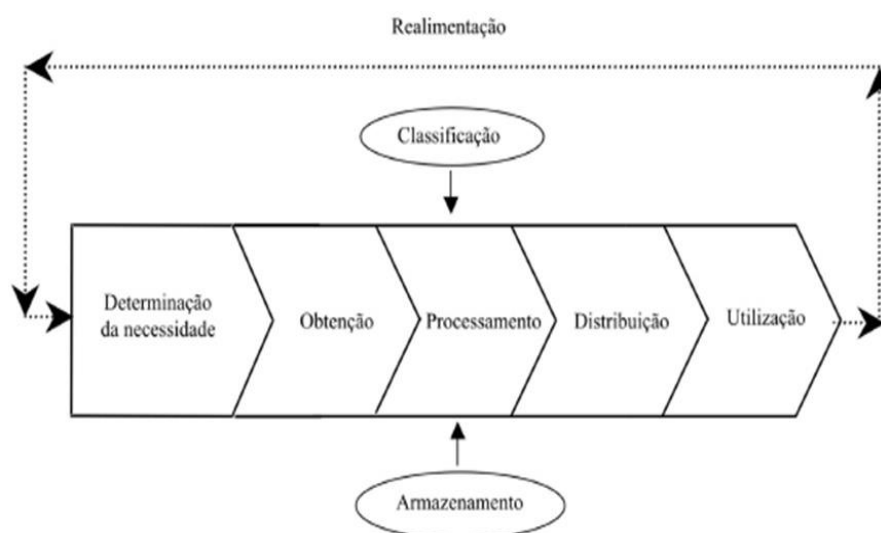 Realimentação
Classificação
Determinação
da necessidade
Obtenção
Processamento
Distribuição
Utilização
Armazenamento